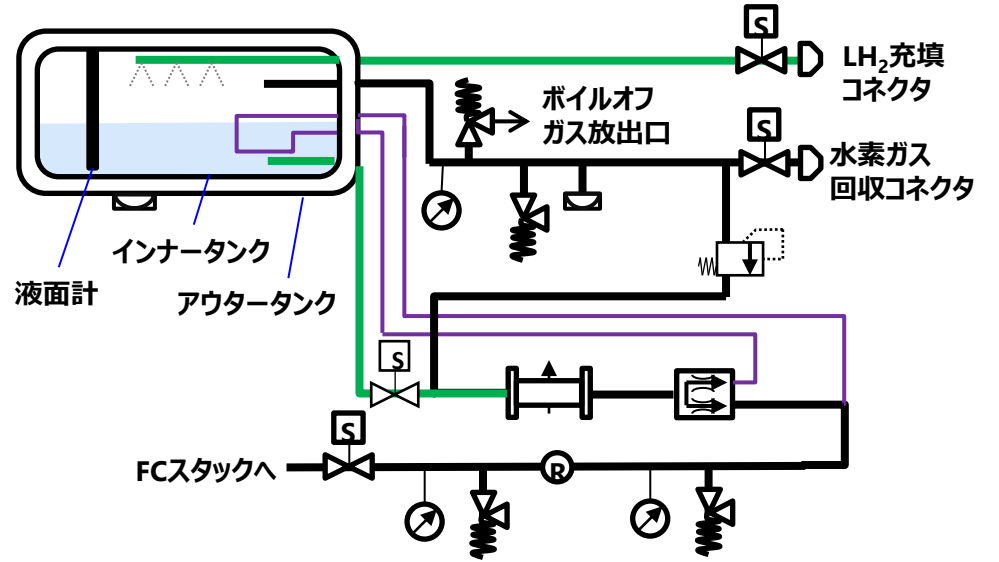 S
LH₂充填
コネクタ
ボイルオフ
ガス放出口
S
水素ガス
回収コネクタ
インナータンク
液面計
アウタータンク
S
S
FCスタックへ
R